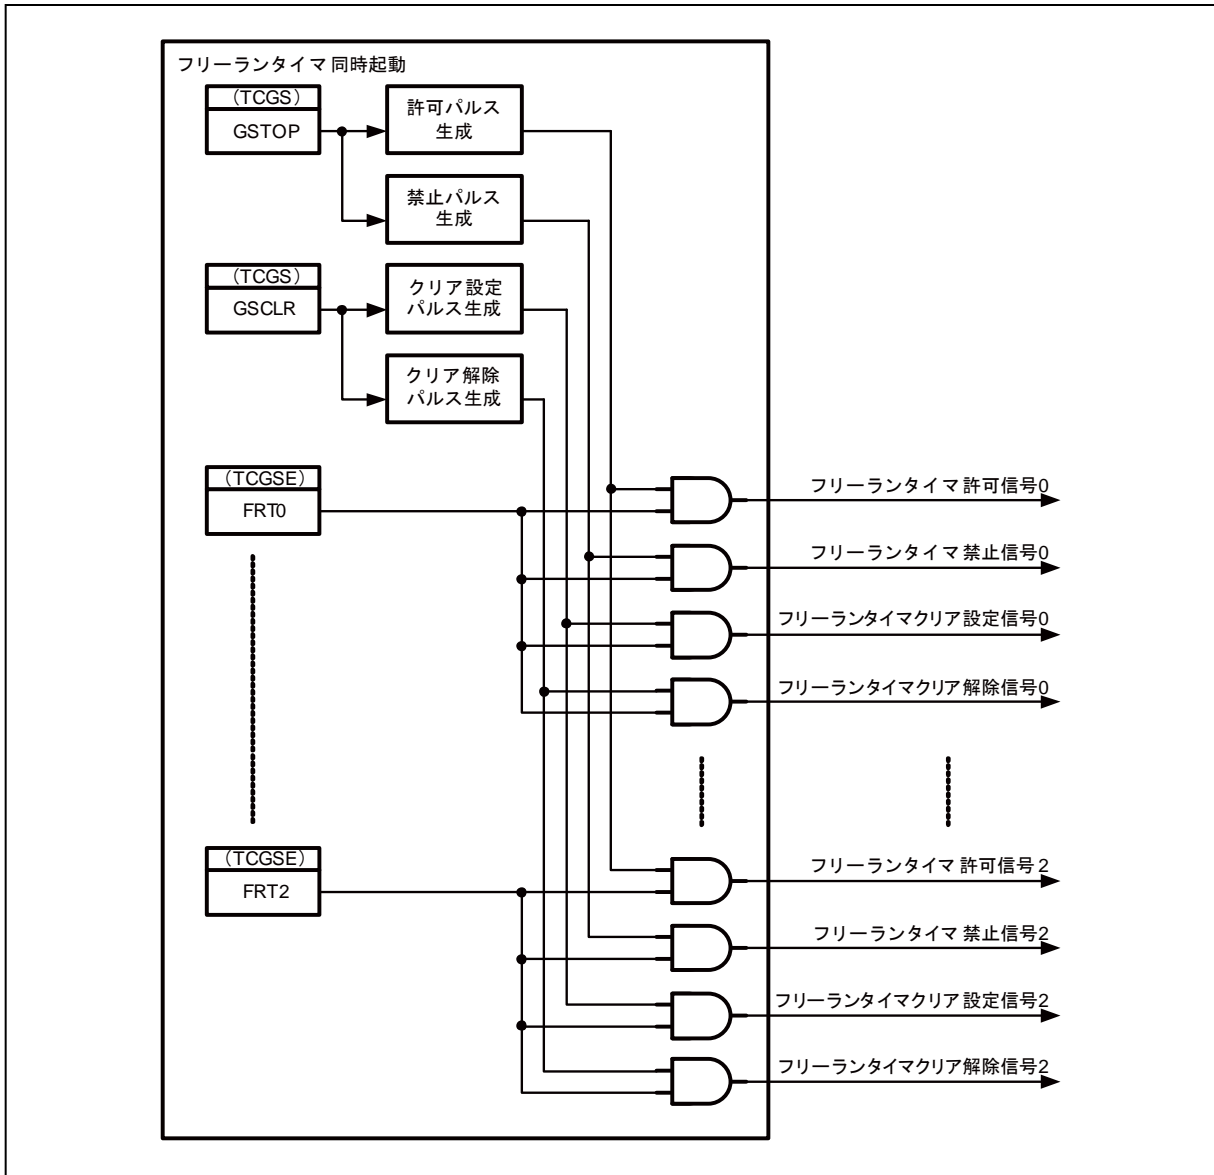 フリーランタイマ 同時起動
(TCGS)
GSTOP
許可パルス
生成
禁止パルス
生成
(TCGS)
GSCLR
クリア設定
パルス生成
クリア解除
パルス生成
(TCGSE)
FRT0
フリーランタイマ 許可信号0
フリーランタイマ 禁止信号0
フリーランタイマクリア 設定信号0
フリーランタイマクリア 解除信号0
(TCGSE)
FRT2
フリーランタイマ 許可信号2
フリーランタイマ 禁止信号2
フリーランタイマクリア 設定信号2
フリーランタイマクリア解除信号2